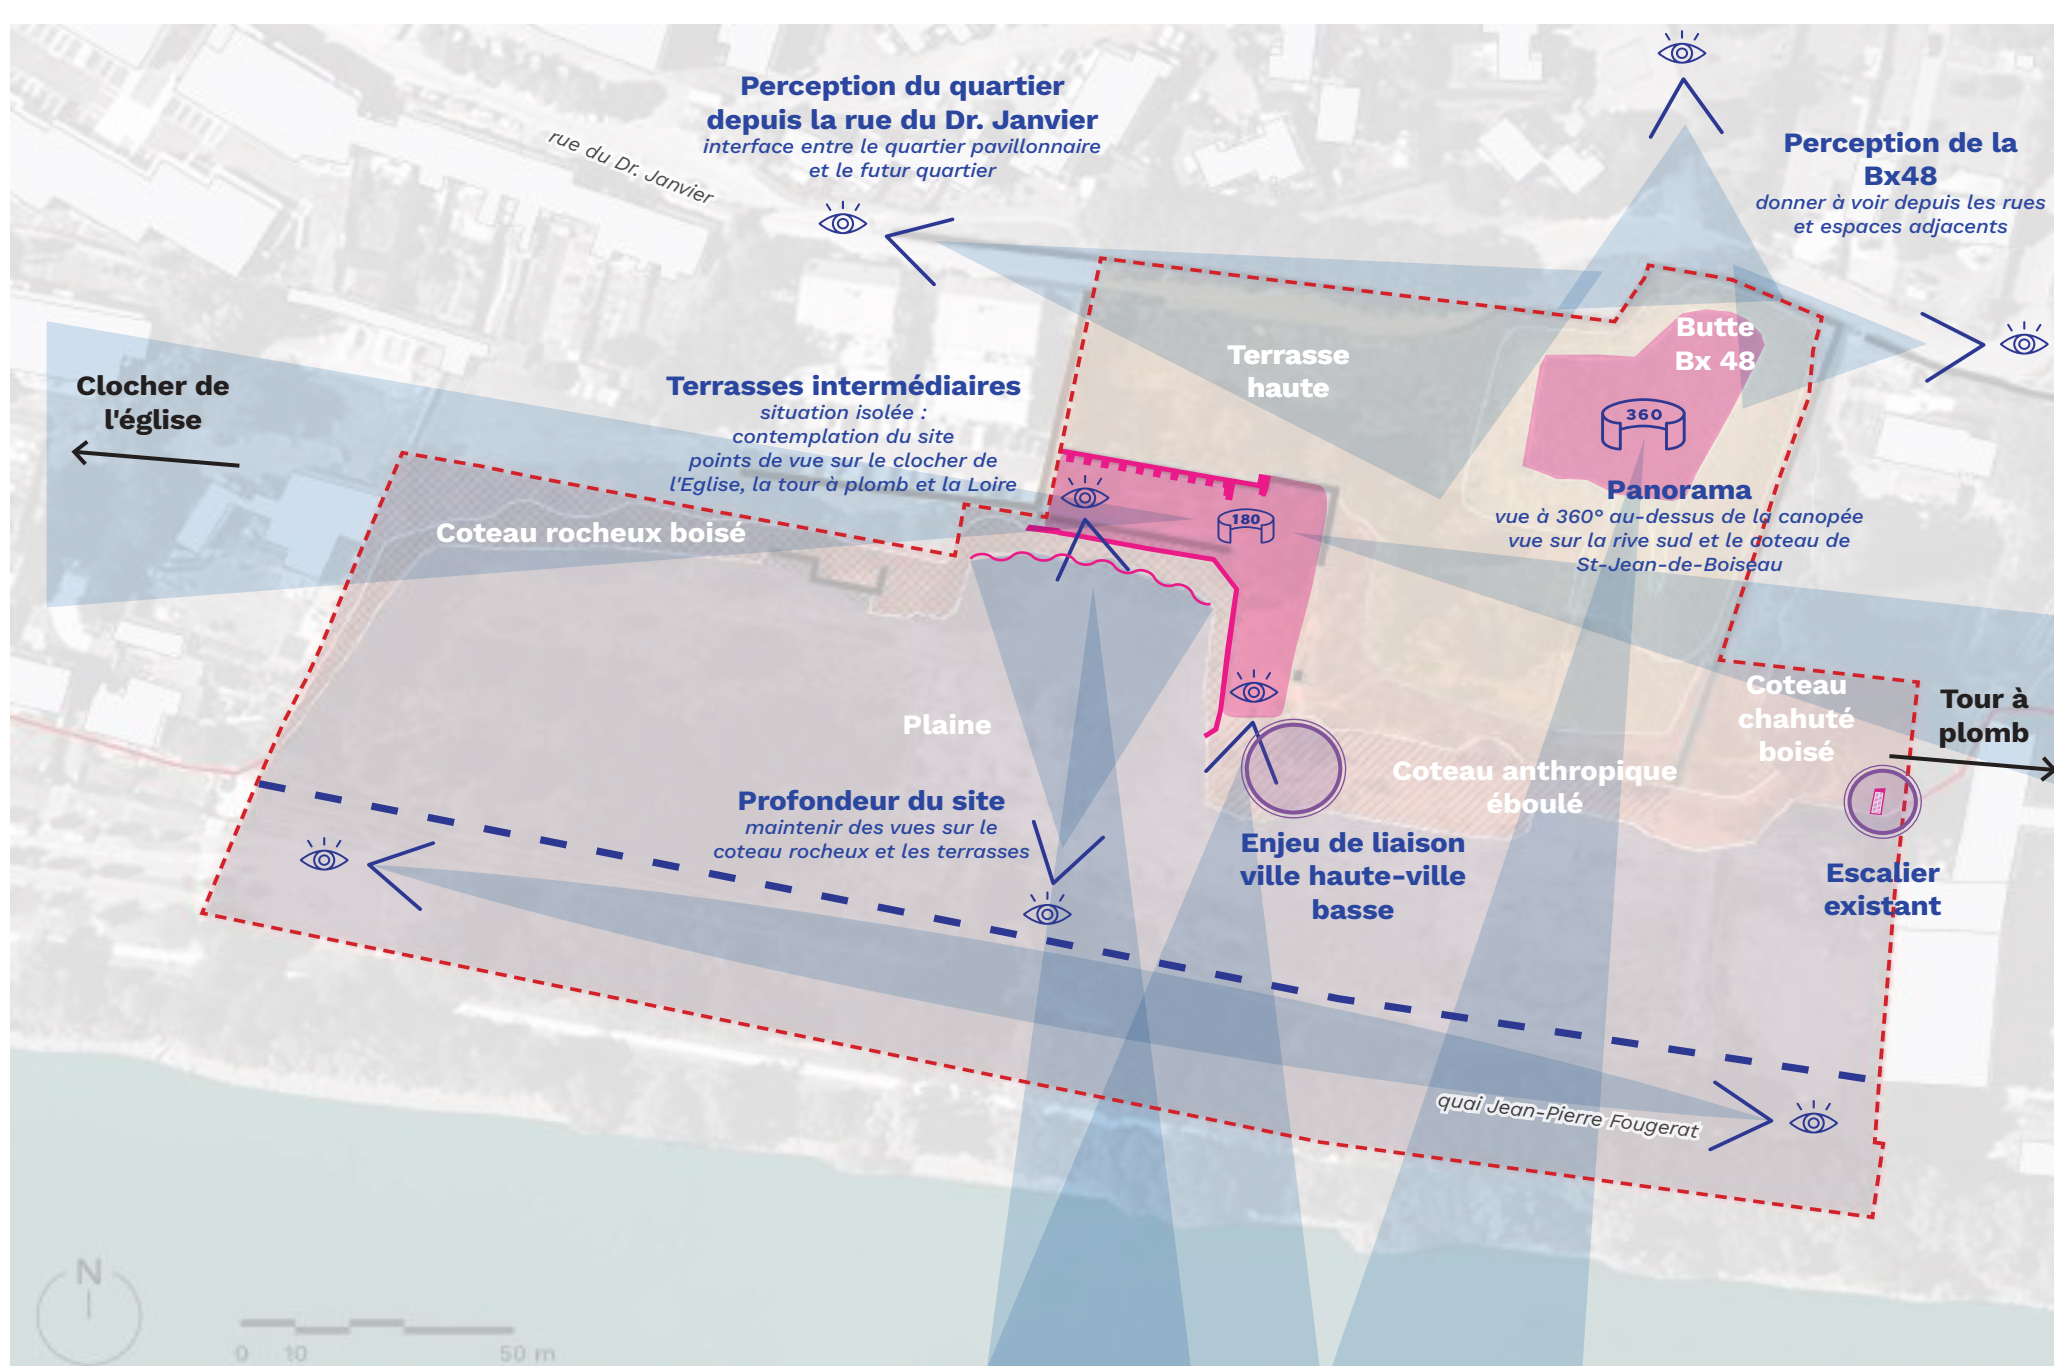 Perception du quartier
depuis la rue du Dr. Janvier
interface entre le quartier pavillonnaire
et le futur quartier
rue du Dr. Janvier
Perception de la
Bx48
donner à voir depuis les rues
et espaces adjacents
Butte
Bx 48
Terrasse
haute
Clocher de
l'église
Terrasses intermédiaires
situation isolée :
contemplation du site
points de vue sur le clocher de
l'Eglise, la tour à plomb et la Loire
360
180
Panorama
vue à 360° au-dessus de la canopée
vue sur la rive sud et le coteau de
St-Jean-de-Boiseau
Coteau rocheux boisé
Coteau
chahuté
boisé
Tour à
plomb
Plaine
Coteau anthropique
éboulé
Profondeur du site
maintenir des vues sur le
coteau rocheux et les terrasses
Enjeu de liaison
ville haute-ville
basse
Escalier
existant
quai Jean-Pierre Fougerat
N
0 10 50 m